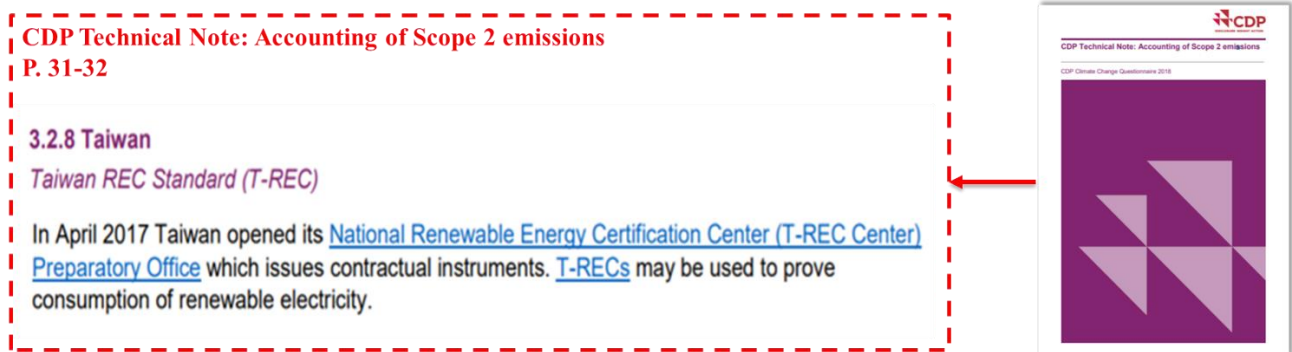 CDP Technical Note: Accounting of Scope 2 emissions
P. 31-32
3.2.8 Taiwan
Taiwan REC Standard (T-REC)
In April 2017 Taiwan opened its National Renewable Energy Certification Center (T-REC Center)
Preparatory Office which issues contractual instruments. T-RECs may be used to prove
consumption of renewable electricity.
CDP
DISCLOSURE INSIGHT ACTION
CDP Technical Note: Accounting of Scope 2 emissions
CDP Climate Change Questionnaire 2018